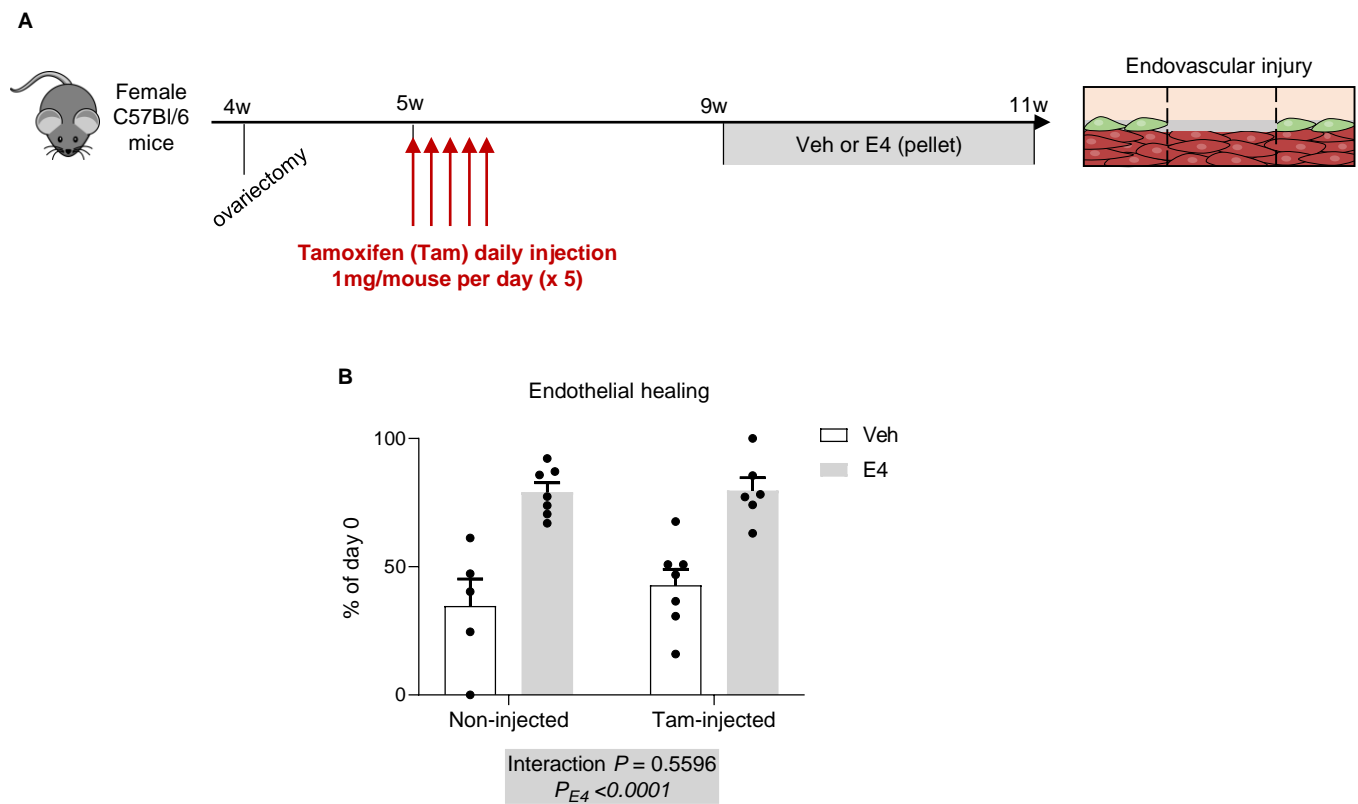 A
Female
C57Bl/6
mice
4w
5w
9w
11w
Endovascular injury
ovariectomy
Veh or E4 (pellet)
Tamoxifen (Tam) daily injection
1mg/mouse per day (x 5)
B
Endothelial healing
Veh
E4
% of day 0
100
50
0
Non-injected
Tam-injected
Interaction P = 0.5596
P_E4 <0.0001